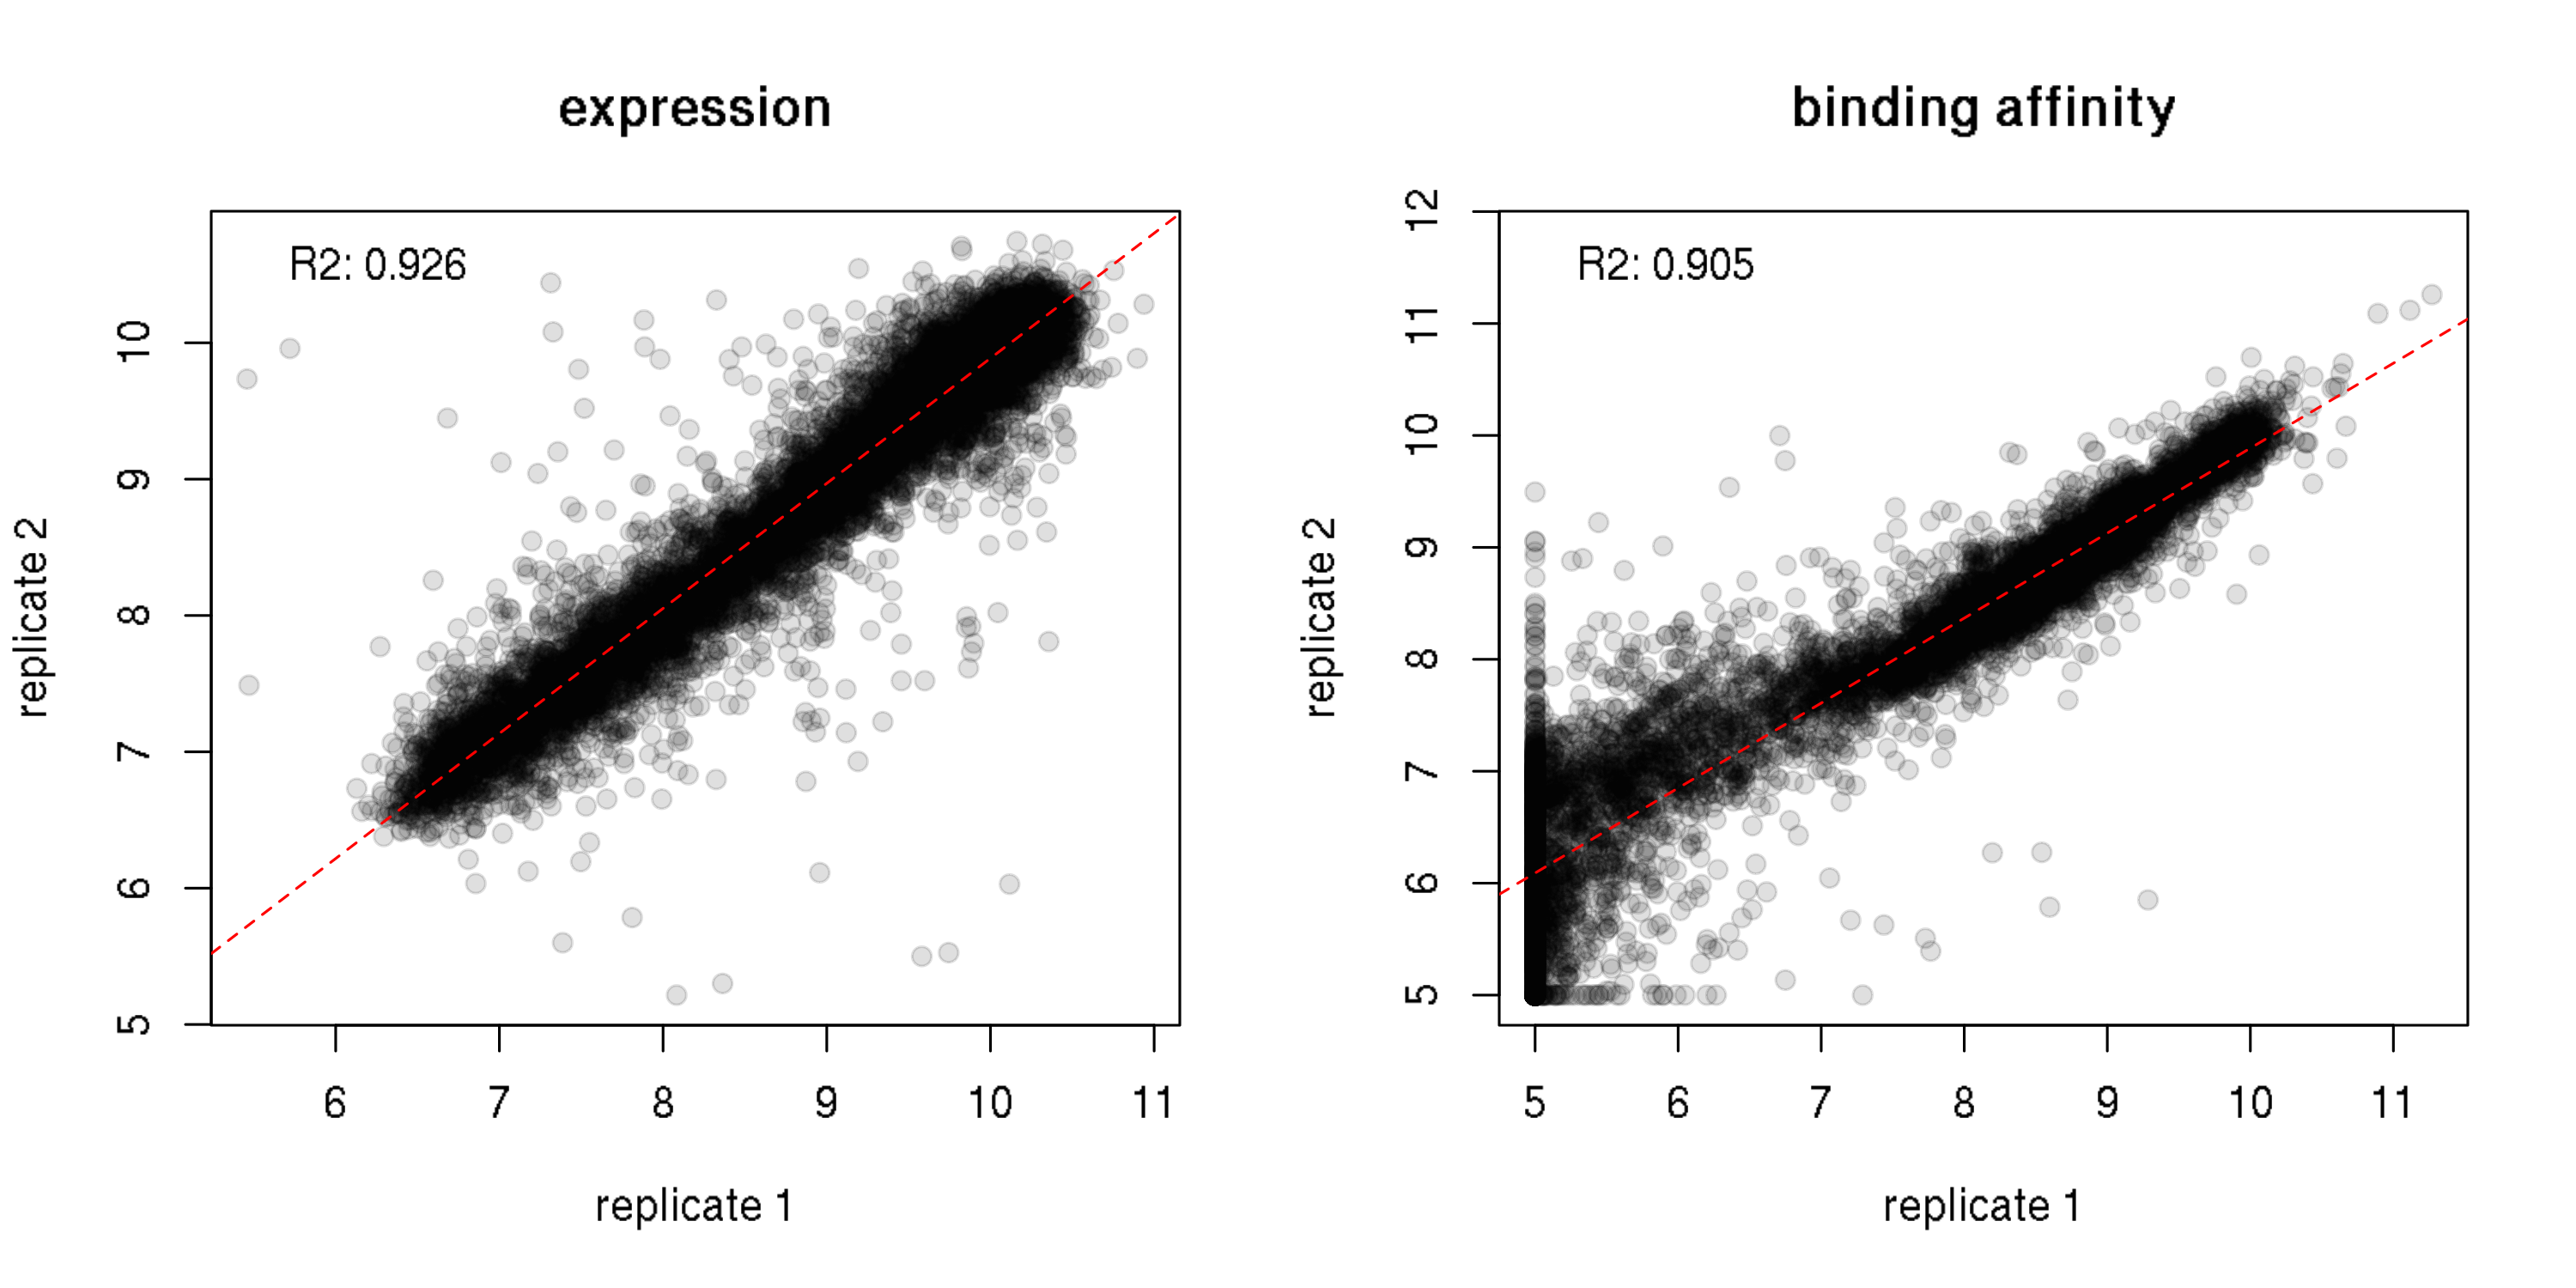 expression
R2: 0.926
replicate 2
10
9
8
7
6
5
6 7 8 9 10 11
replicate 1
binding affinity
R2: 0.905
replicate 2
12
11
10
9
8
7
6
5
5 6 7 8 9 10 11
replicate 1